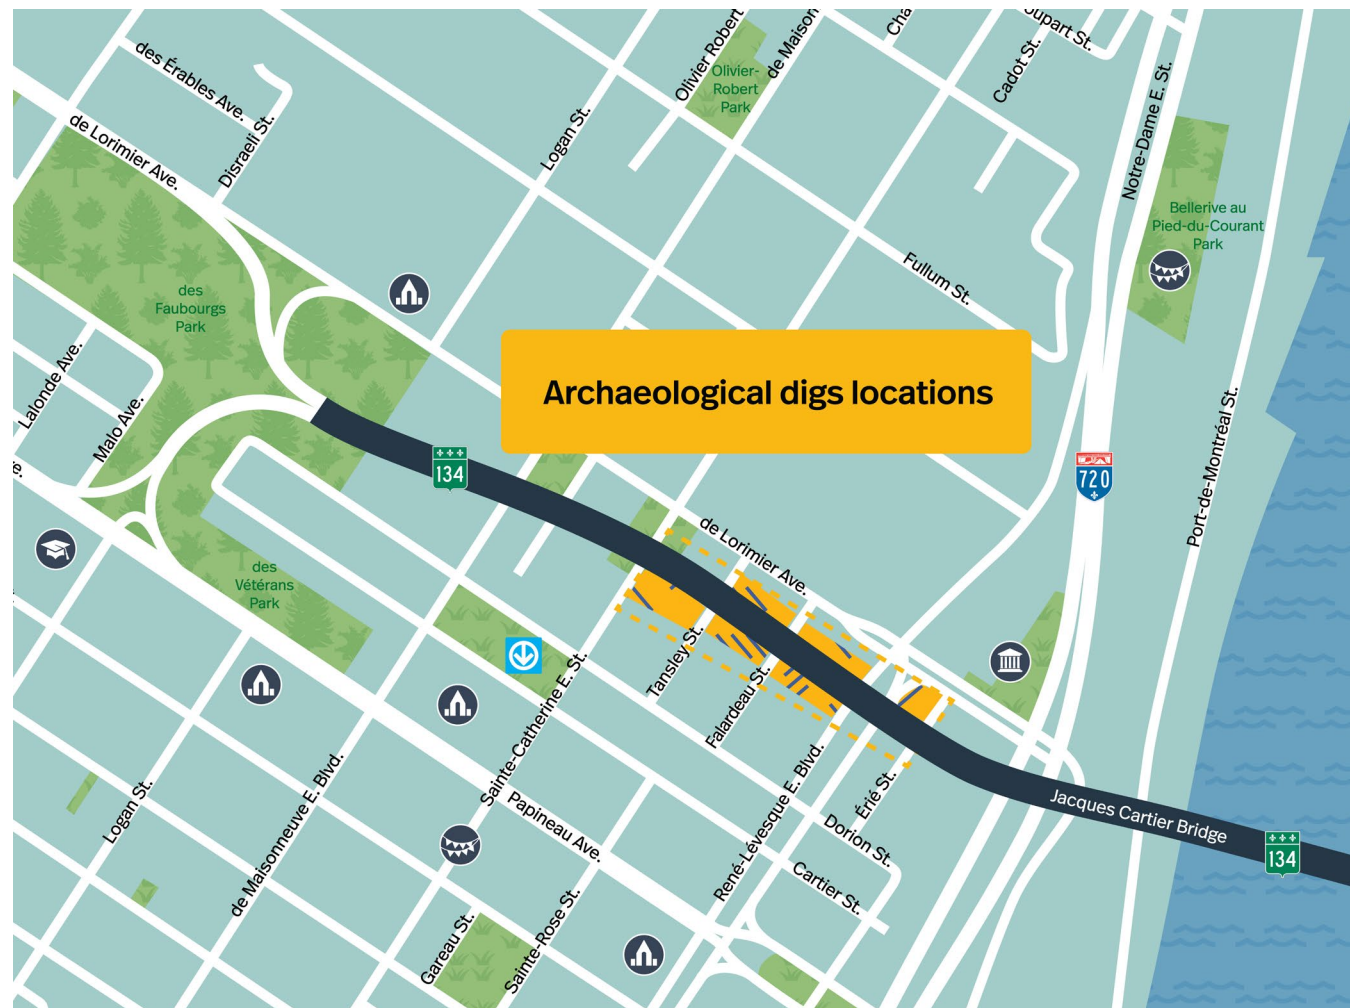 Olivier Robert
de Maison
Cadot St.
des Érables Ave.
Olivier-
Robert
Park
Notre-Dame E. St.
de Lorimier Ave.
Disraeli St.
Logan St.
Bellerive au
Pied-du-Courant
Park
Fullum St.
des
Faubourgs
Park
Lalonde Ave.
Malo Ave.
Archaeological digs locations
134
720
Port-de-Montréal St.
de Lorimier Ave.
des
Vétérans
Park
Tansley St.
Falardeau St.
Sainte-Catherine E. St.
René-Lévesque E. Blvd.
Érié St.
Jacques Cartier Bridge
134
Logan St.
de Maisonneuve E. Blvd.
Papineau Ave.
Dorion St.
Cartier St.
Gareau St.
Sainte-Rose St.